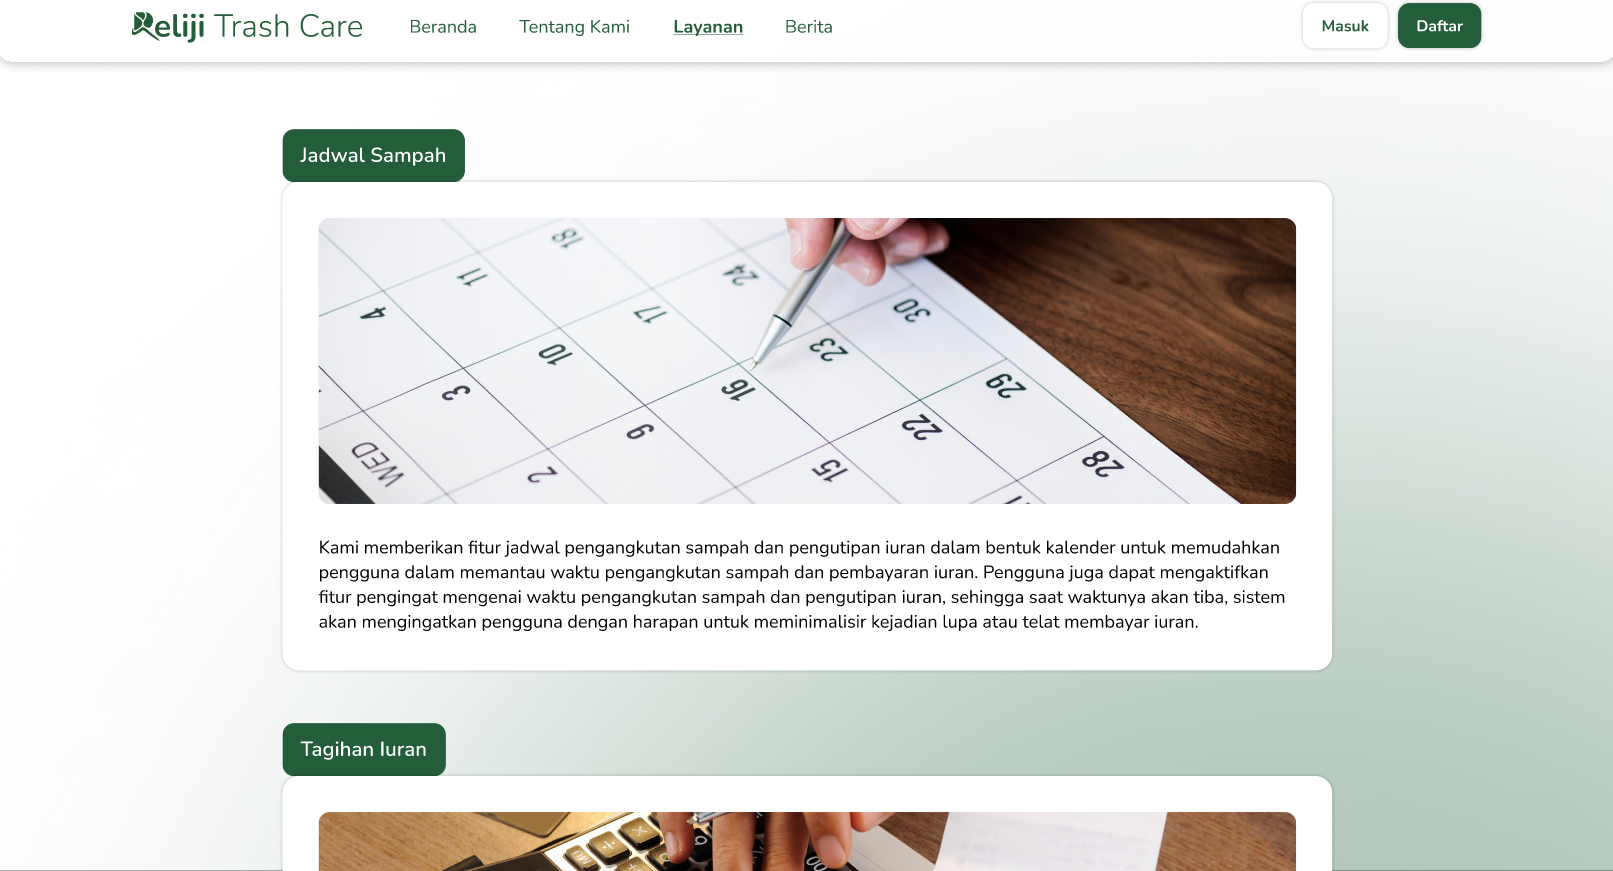 Reliji Trash Care
Beranda
Tentang Kami
Layanan
Berita
Masuk
Daftar
Jadwal Sampah
18
11
4
24
17
10
3
30
23
16
9
2
29
22
15
28
WED
Kami memberikan fitur jadwal pengangkutan sampah dan pengutipan iuran dalam bentuk kalender untuk memudahkan
pengguna dalam memantau waktu pengangkutan sampah dan pembayaran iuran. Pengguna juga dapat mengaktifkan
fitur pengingat mengenai waktu pengangkutan sampah dan pengutipan iuran, sehingga saat waktunya akan tiba, sistem
akan mengingatkan pengguna dengan harapan untuk meminimalisir kejadian lupa atau telat membayar iuran.
Tagihan Iuran